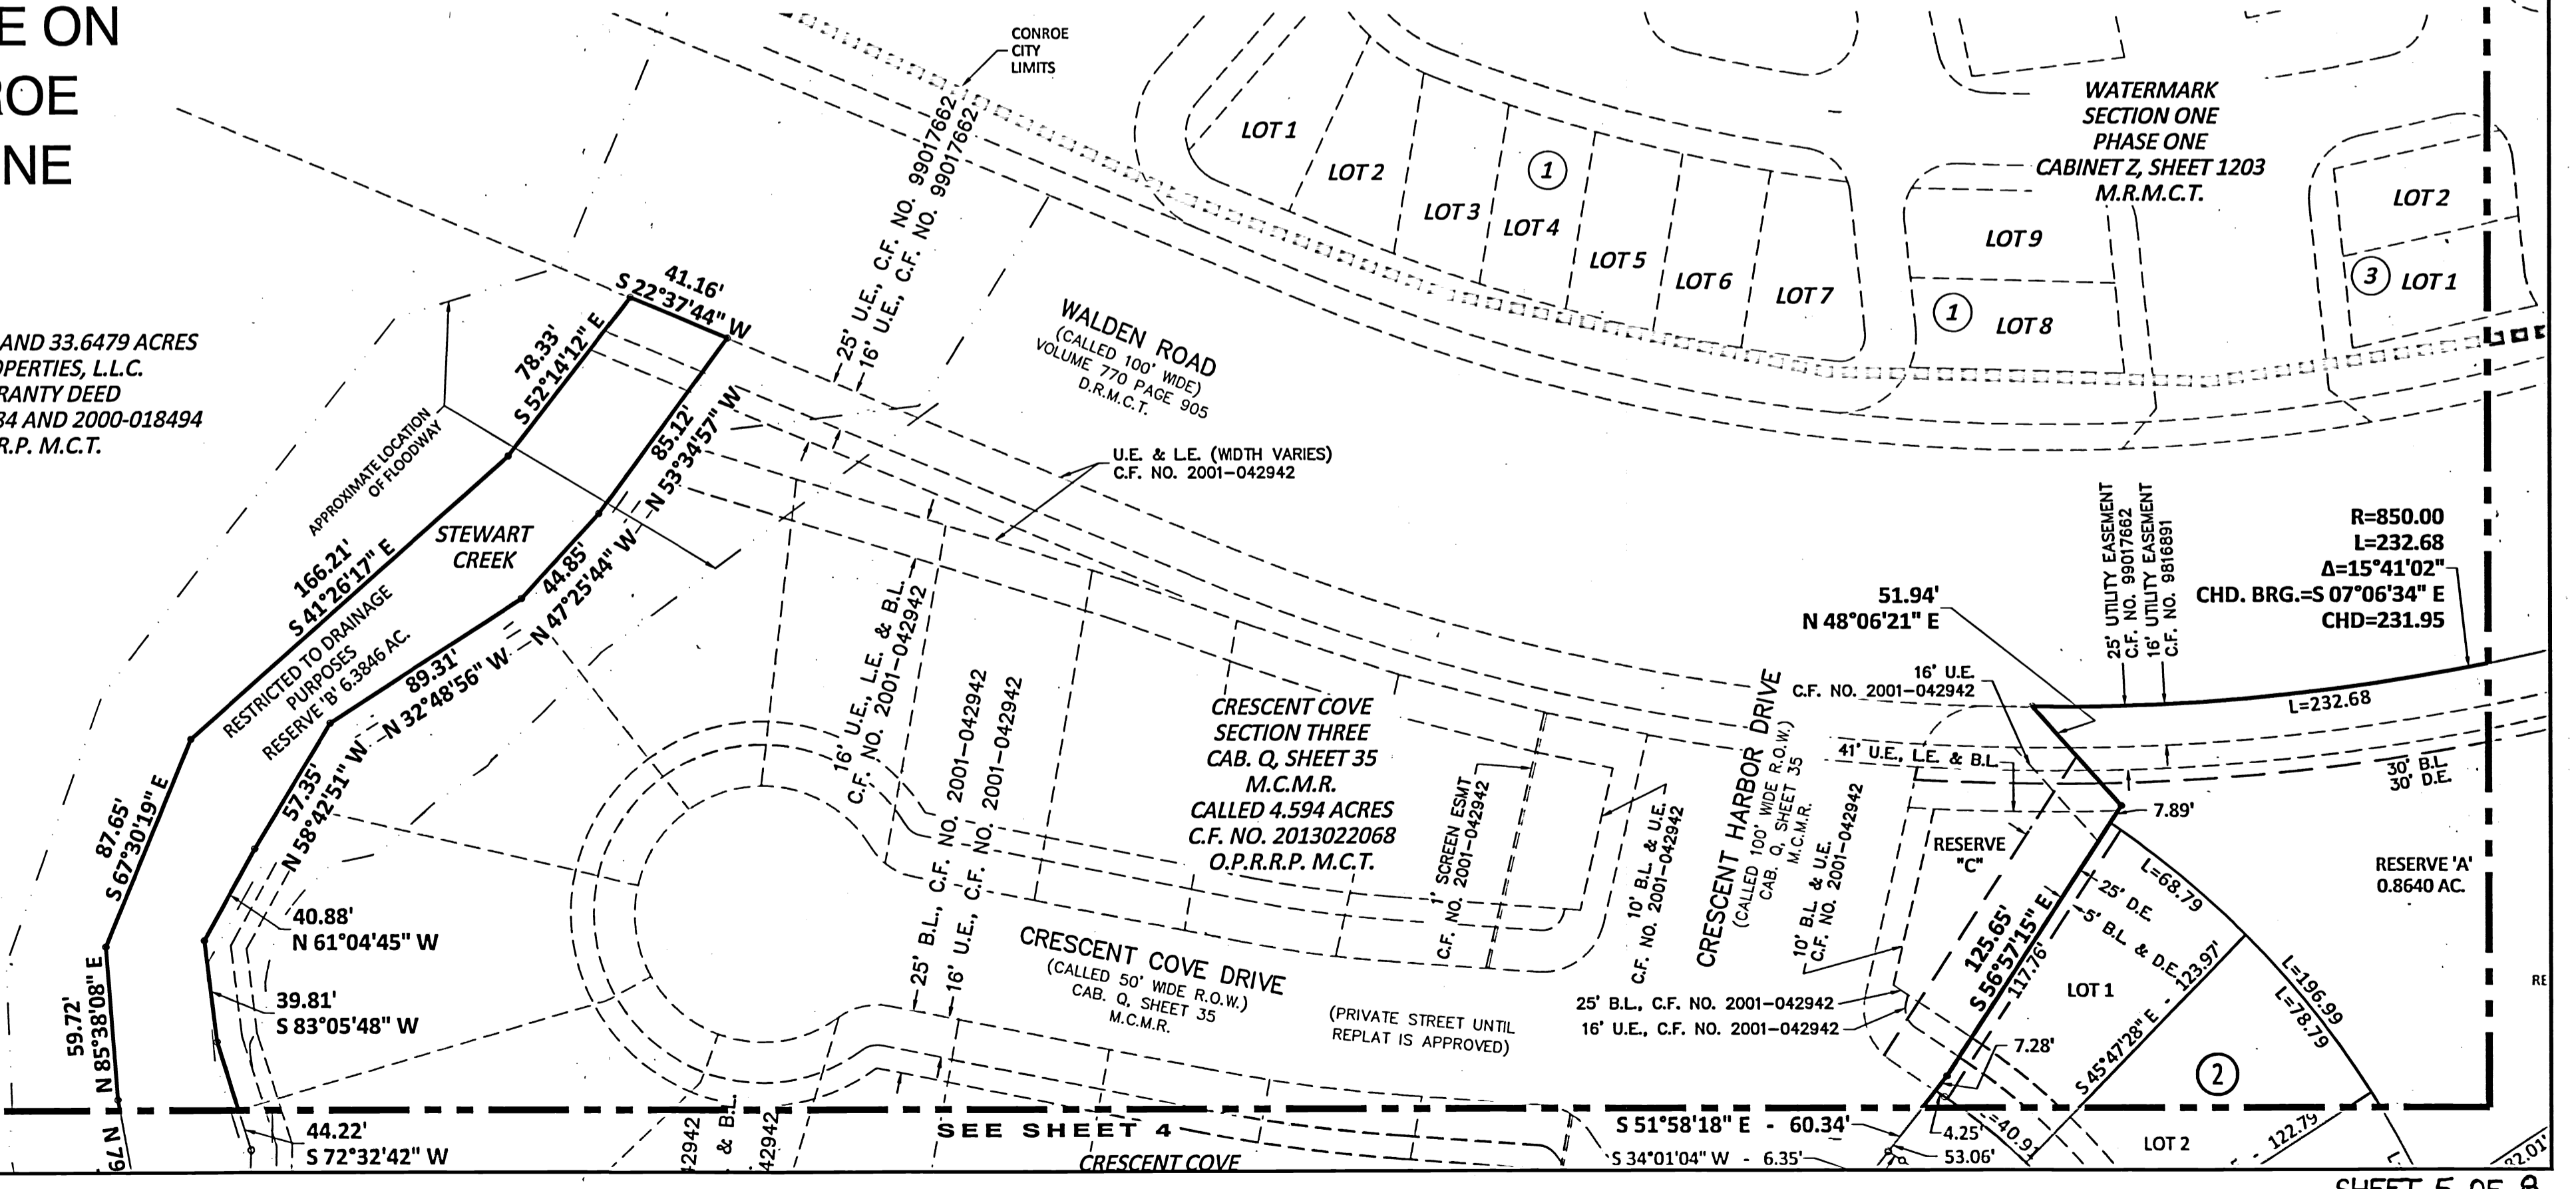 E ON
ROE
NE
AND 33.6479 ACRES
OPERTIES, L.L.C.
RANTY DEED
84 AND 2000-018494
R.P. M.C.T.
CONROE
CITY
LIMITS
25' U.E., C.F. NO. 99017662
16' U.E., C.F. NO. 99017662
41.16'
S 22°37'44" W
78.33'
S 52°14'12" E
85.12'
N 53°34'57" W
APPROXIMATE LOCATION
OF FLOODWAY
STEWART
CREEK
166.21'
S 41°26'17" E
44.85'
N 47°25'44" W
RESTRICTED TO DRAINAGE
PURPOSES
RESERVE 'B' 6.3846 AC.
89.31'
N 32°48'56" W
57.35'
N 58°42'51" W
87.65'
S 67°30'19" E
40.88'
N 61°04'45" W
39.81'
S 83°05'48" W
59.72'
N 85°38'08" E
44.22'
S 72°32'42" W
N 79
WALDEN ROAD
(CALLED 100' WIDE)
VOLUME 770 PAGE 905
D.R.M.C.T.
U.E. & L.E. (WIDTH VARIES)
C.F. NO. 2001-042942
LOT 1
LOT 2
LOT 3
1
LOT 4
LOT 5
LOT 6
LOT 7
WATERMARK
SECTION ONE
PHASE ONE
CABINET Z, SHEET 1203
M.R.M.C.T.
LOT 9
1
LOT 8
LOT 2
3
LOT 1
16' U.E., L.E. & B.L.
C.F. NO. 2001-042942
25' B.L., C.F. NO. 2001-042942
16' U.E., C.F. NO. 2001-042942
CRESCENT COVE
SECTION THREE
CAB. Q, SHEET 35
M.C.M.R.
CALLED 4.594 ACRES
C.F. NO. 2013022068
O.P.R.R.P. M.C.T.
1' SCREEN ESMT
C.F. NO. 2001-042942
10' B.L. & U.E.
C.F. NO. 2001-042942
CRESCENT HARBOR DRIVE
(CALLED 100' WIDE R.O.W.)
CAB. Q, SHEET 35
M.C.M.R.
10' B.L. & U.E.
C.F. NO. 2001-042942
CRESCENT COVE DRIVE
(CALLED 50' WIDE R.O.W.)
CAB. Q, SHEET 35
M.C.M.R.
(PRIVATE STREET UNTIL
REPLAT IS APPROVED)
25' B.L., C.F. NO. 2001-042942
16' U.E., C.F. NO. 2001-042942
51.94'
N 48°06'21" E
16' U.E.
C.F. NO. 2001-042942
41' U.E., L.E. & B.L.
25' UTILITY EASEMENT
C.F. NO. 99017662
16' UTILITY EASEMENT
C.F. NO. 9816891
R=850.00
L=232.68
Δ=15°41'02"
CHD. BRG.=S 07°06'34" E
CHD=231.95
L=232.68
30' B.L
30' D.E.
7.89'
RESERVE
"C"
RESERVE 'A'
0.8640 AC.
L=68.79
25' D.E.
5' B.L. & D.E.
125.65'
S 56°57'15" E
117.76'
LOT 1
S 45°47'28" E - 123.97'
L=196.99
L=78.79
7.28'
2
RE
S 51°58'18" E - 60.34'
4.25'
=40.91
LOT 2
122.79
S 34°01'04" W - 6.35'
53.06'
L
32.01'
42942
& B.L.
42942
SEE SHEET 4
CRESCENT COVE
SHEET 5 OF 8